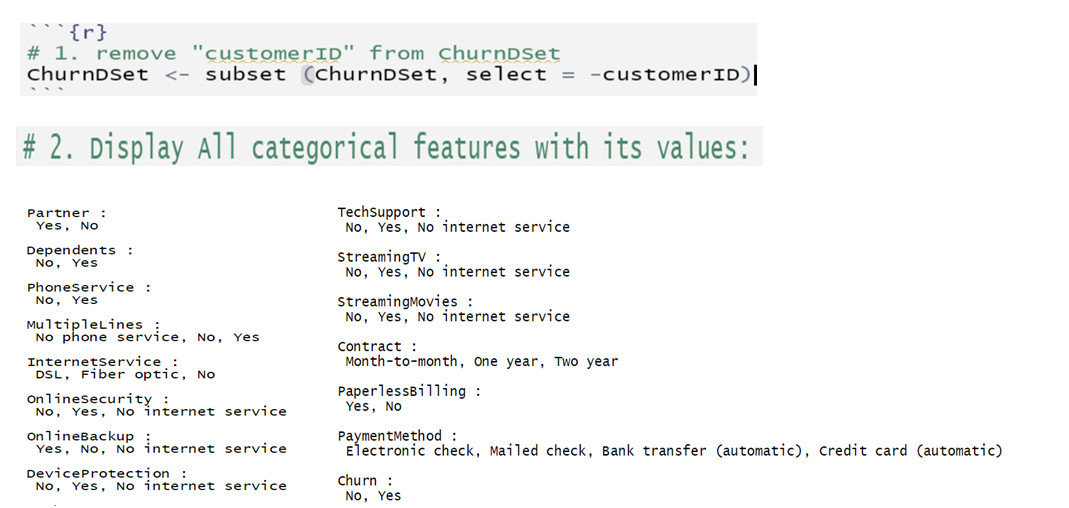 ```{r}
# 1. remove "customerID" from ChurnDSet
ChurnDSet <- subset (ChurnDSet, select = -customerID)
```
# 2. Display All categorical features with its values:
Partner :
Yes, No
Dependents :
No, Yes
PhoneService :
No, Yes
MultipleLines :
No phone service, No, Yes
InternetService :
DSL, Fiber optic, No
OnlineSecurity :
No, Yes, No internet service
OnlineBackup :
Yes, No, No internet service
DeviceProtection :
No, Yes, No internet service
TechSupport :
No, Yes, No internet service
StreamingTV :
No, Yes, No internet service
StreamingMovies :
No, Yes, No internet service
Contract :
Month-to-month, One year, Two year
PaperlessBilling :
Yes, No
PaymentMethod :
Electronic check, Mailed check, Bank transfer (automatic), Credit card (automatic)
Churn :
No, Yes